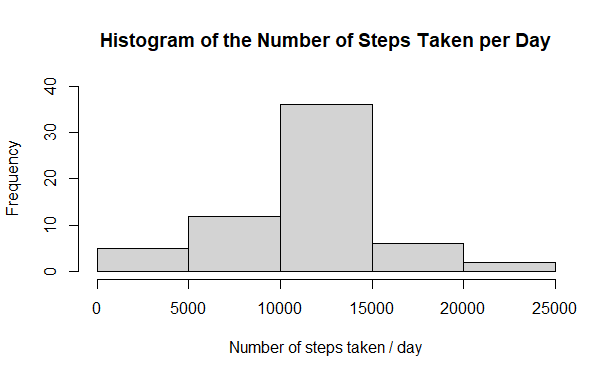 Histogram of the Number of Steps Taken per Day
Frequency
40
30
20
10
0
0 5000 10000 15000 20000 25000
Number of steps taken / day